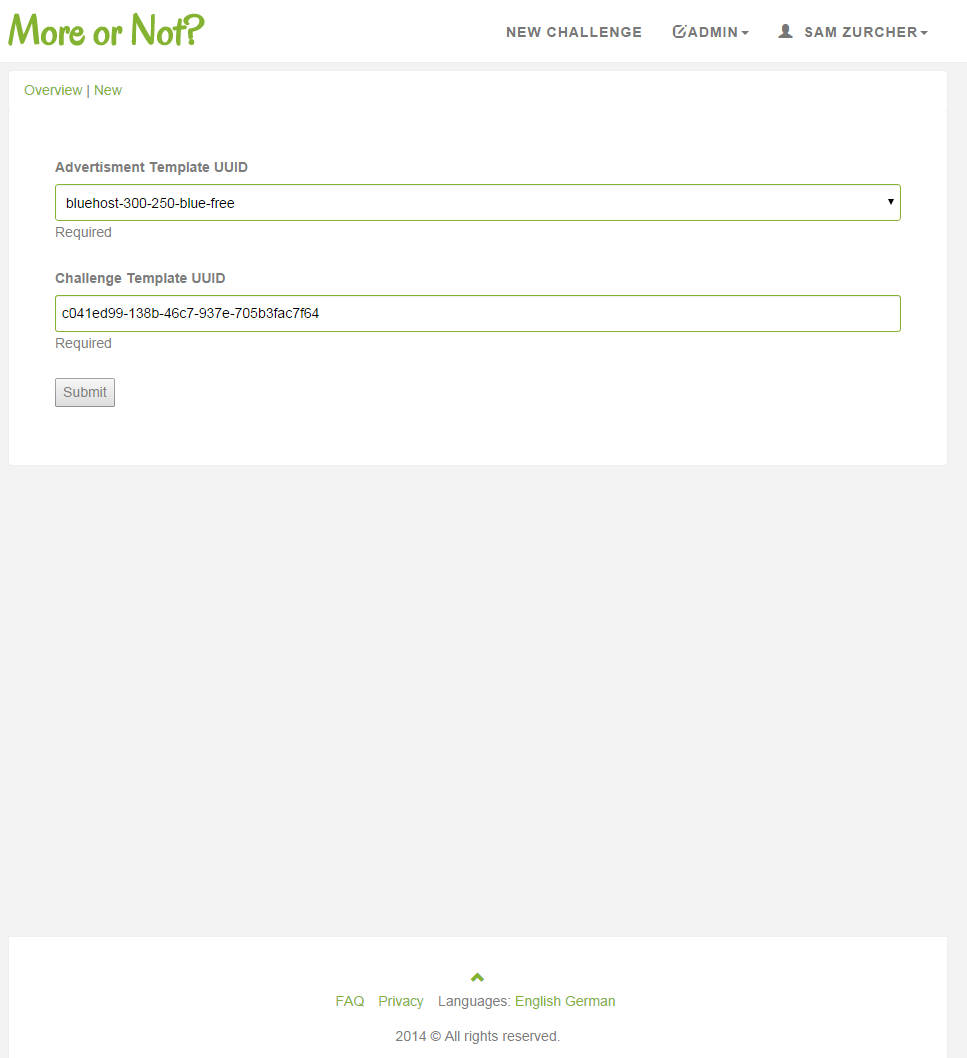 More or Not?
NEW CHALLENGE ADMIN SAM ZURCHER
Overview | New
Advertisment Template UUID
bluehost-300-250-blue-free
Required
Challenge Template UUID
c041ed99-138b-46c7-937e-705b3fac7f64
Required
Submit
FAQ Privacy Languages: English German
2014 © All rights reserved.